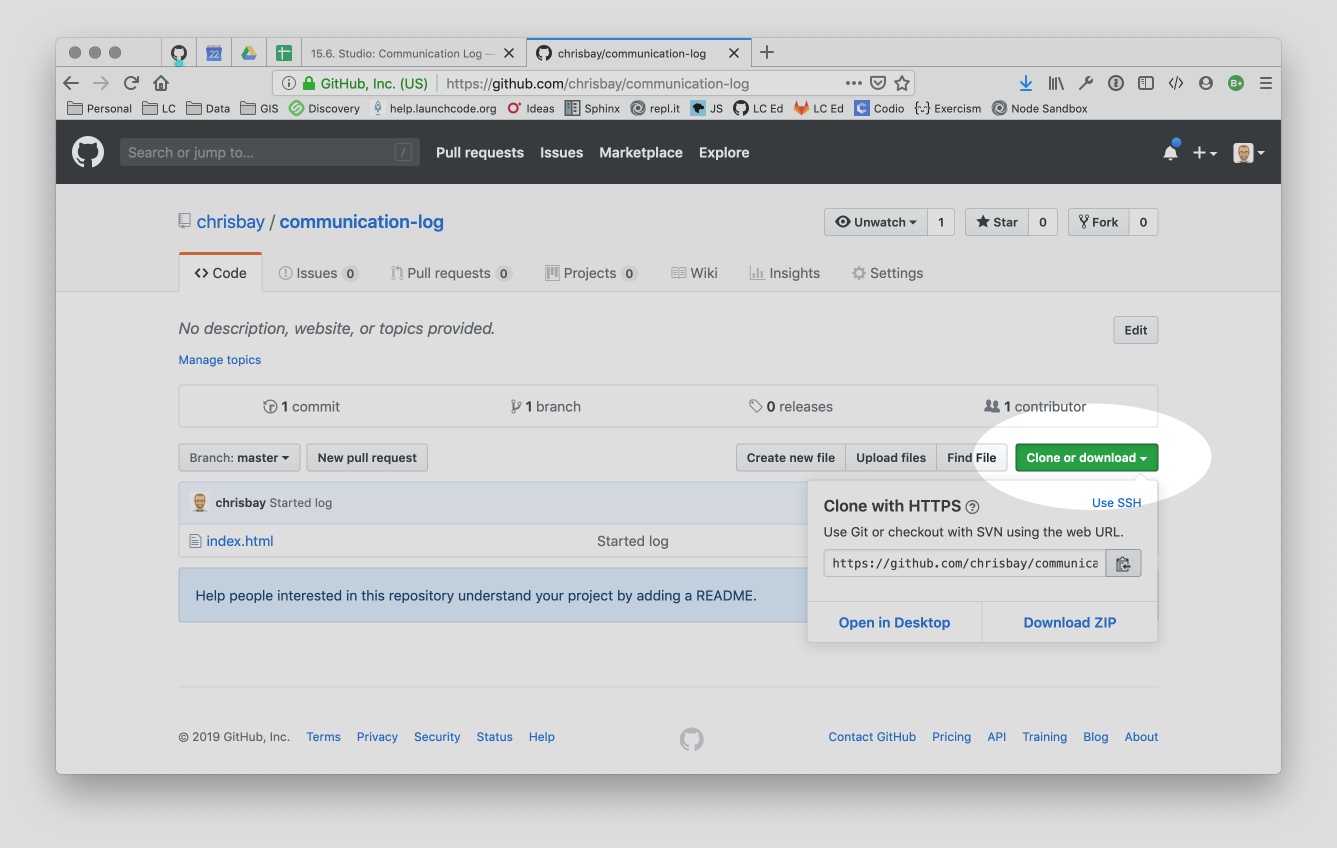 15.6. Studio: Communication Log —
chrisbay/communication-log
GitHub, Inc. (US) https://github.com/chrisbay/communication-log
Personal LC Data GIS Discovery help.launchcode.org Ideas Sphinx repl.it JS LC Ed LC Ed Codio Exercism Node Sandbox
Search or jump to... / Pull requests Issues Marketplace Explore
chrisbay / communication-log Unwatch 1 Star 0 Fork 0
Code Issues 0 Pull requests 0 Projects 0 Wiki Insights Settings
No description, website, or topics provided. Edit
Manage topics
1 commit 1 branch 0 releases 1 contributor
Branch: master New pull request Create new file Upload files Find File Clone or download
chrisbay Started log
index.html Started log
Help people interested in this repository understand your project by adding a README.
Clone with HTTPS ? Use SSH
Use Git or checkout with SVN using the web URL.
https://github.com/chrisbay/communica
Open in Desktop Download ZIP
© 2019 GitHub, Inc. Terms Privacy Security Status Help Contact GitHub Pricing API Training Blog About